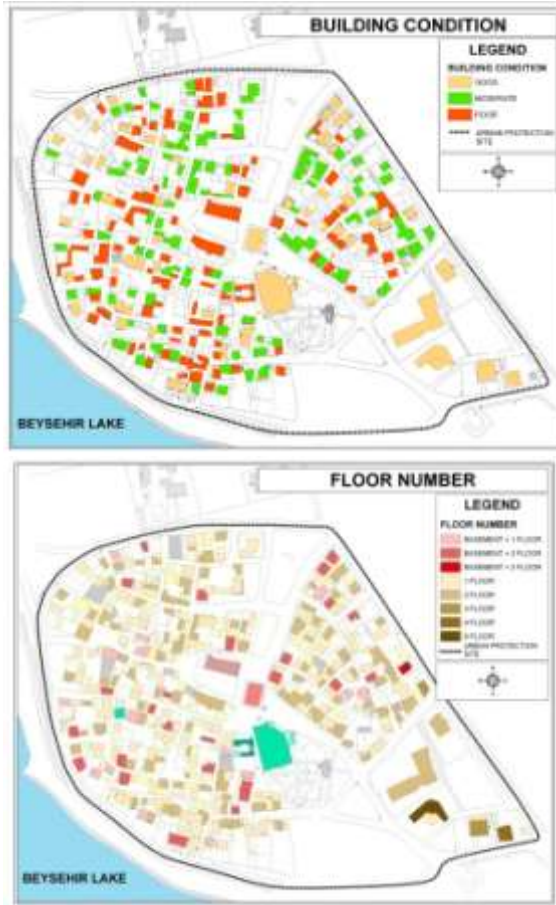 BUILDING CONDITION
LEGEND
BUILDING CONDITION
GOOD
MODERATE
POOR
URBAN PROTECTION
SITE
BEYSEHIR LAKE
FLOOR NUMBER
LEGEND
FLOOR NUMBER
BASEMENT + 1 FLOOR
BASEMENT + 2 FLOOR
BASEMENT + 3 FLOOR
1 FLOOR
2 FLOOR
3 FLOOR
4 FLOOR
5 FLOOR
URBAN PROTECTION
SITE
BEYSEHIR LAKE